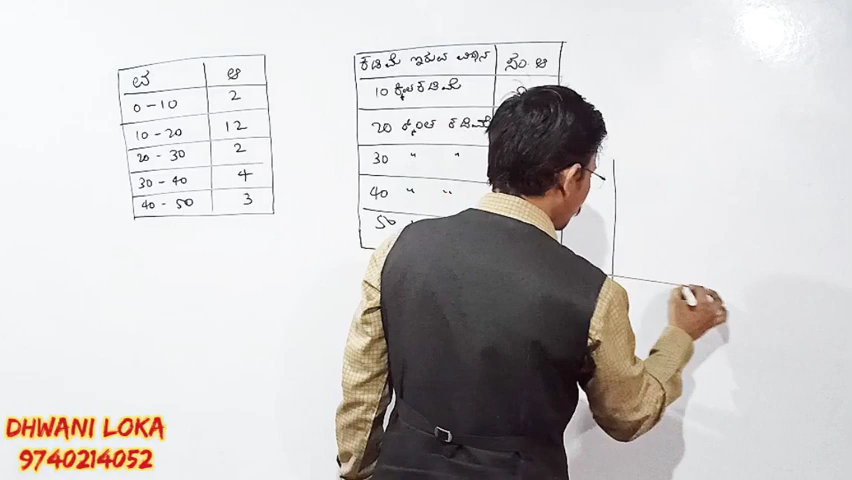 ವ ಆ
0-10 2
10-20 12
20-30 2
30-40 4
40-50 3
ಕಡಿಮೆ ಇರುವ ವಿಧಾನ ಸಂ.ಆ
10 ಕ್ಕಿಂತ ಕಡಿಮೆ
20 ಕ್ಕಿಂತ ಕಡಿಮೆ
30 " "
40 " "
50
DHWANI LOKA
9740214052